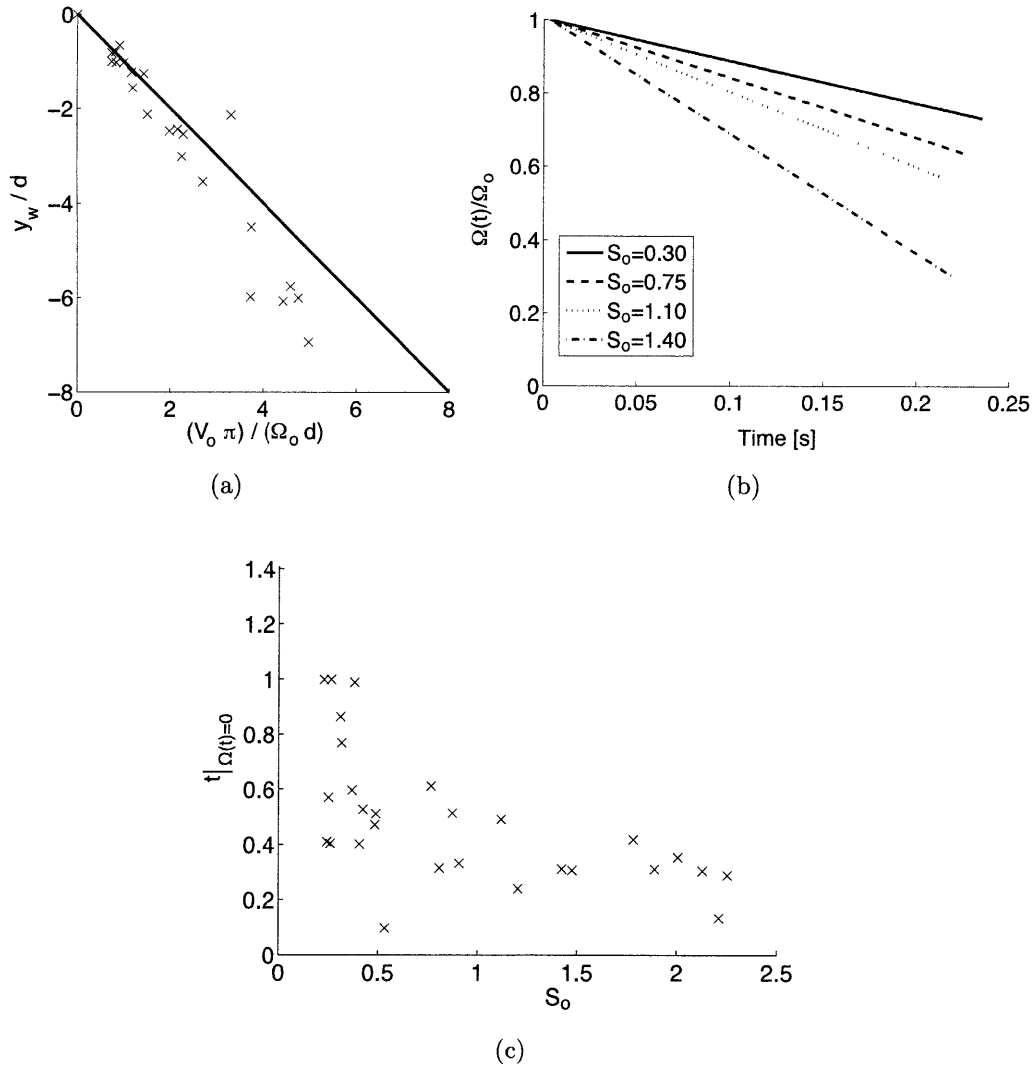 0
−2
−4
−6
−8
y_w / d
0 2 4 6 8
(V_o π) / (Ω_o d)
(a)
1
0.8
0.6
0.4
0.2
0
Ω(t)/Ω_o
S_o=0.30
S_o=0.75
S_o=1.10
S_o=1.40
0 0.05 0.1 0.15 0.2 0.25
Time [s]
(b)
1.4
1.2
1
0.8
0.6
0.4
0.2
0
t|_Ω(t)=0
0 0.5 1 1.5 2 2.5
S_o
(c)